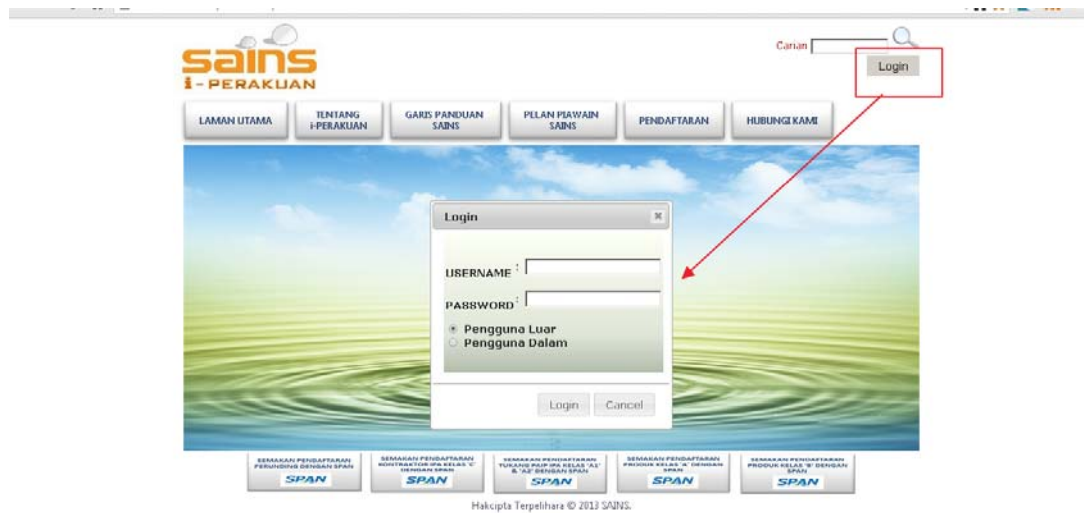 Carian
sains
i-PERAKUAN
Login
LAMAN UTAMA
TENTANG
i-PERAKUAN
GARIS PANDUAN
SAINS
PELAN PIAWAIN
SAINS
PENDAFTARAN
HUBUNGI KAMI
Login
USERNAME :
PASSWORD :
Pengguna Luar
Pengguna Dalam
Login Cancel
SEMAKAN PENDAFTARAN
PERUNDING DENGAN SPAN
SPAN
SEMAKAN PENDAFTARAN
KONTRAKTOR IPA KELAS 'C'
DENGAN SPAN
SPAN
SEMAKAN PENDAFTARAN
TUKANG PAIP IPA KELAS 'A1'
& 'A2' DENGAN SPAN
SPAN
SEMAKAN PENDAFTARAN
PRODUK KELAS 'A' DENGAN
SPAN
SPAN
SEMAKAN PENDAFTARAN
PRODUK KELAS 'B' DENGAN
SPAN
SPAN
Hakcipta Terpelihara © 2013 SAINS.